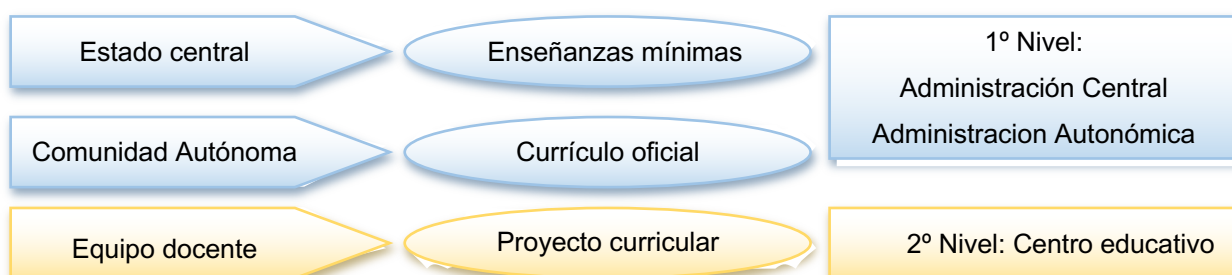 Estado central
Enseñanzas mínimas
1º Nivel:
Administración Central
Administracion Autonómica
Comunidad Autónoma
Currículo oficial
Equipo docente
Proyecto curricular
2º Nivel: Centro educativo